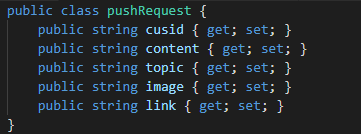 public class pushRequest {
    public string cusid { get; set; }
    public string content { get; set; }
    public string topic { get; set; }
    public string image { get; set; }
    public string link { get; set; }
}